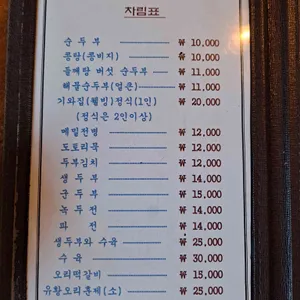 차림표
순두부 ₩ 10,000
콩탕(콩비지) ₩ 10,000
들깨탕 버섯 순두부 ₩ 11,000
해물순두부(얼큰) ₩ 11,000
기와집(웰빙)정식(1인) ₩ 20,000
(정식은 2인이상)
메밀전병 ₩ 12,000
도토리묵 ₩ 12,000
두부김치 ₩ 12,000
생두부 ₩ 14,000
군두부 ₩ 15,000
녹두전 ₩ 14,000
파전 ₩ 14,000
생두부와 수육 ₩ 25,000
수육 ₩ 30,000
오리떡갈비 ₩ 15,000
유황오리훈제(소) ₩ 25,000